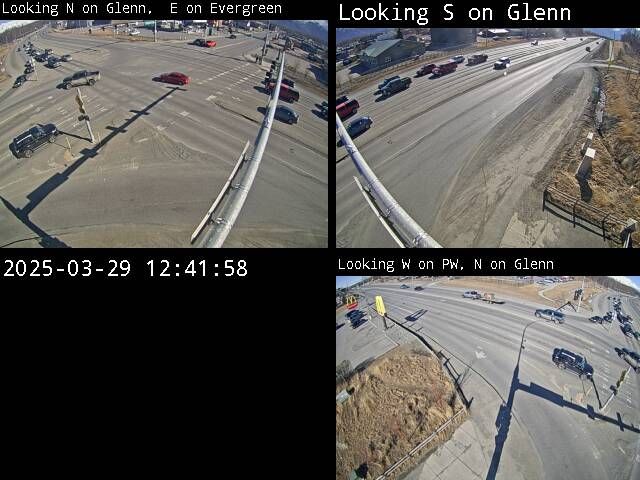 Looking N on Glenn,  E on Evergreen
Looking S on Glenn
2025-03-29 12:41:58
Looking W on PW, N on Glenn